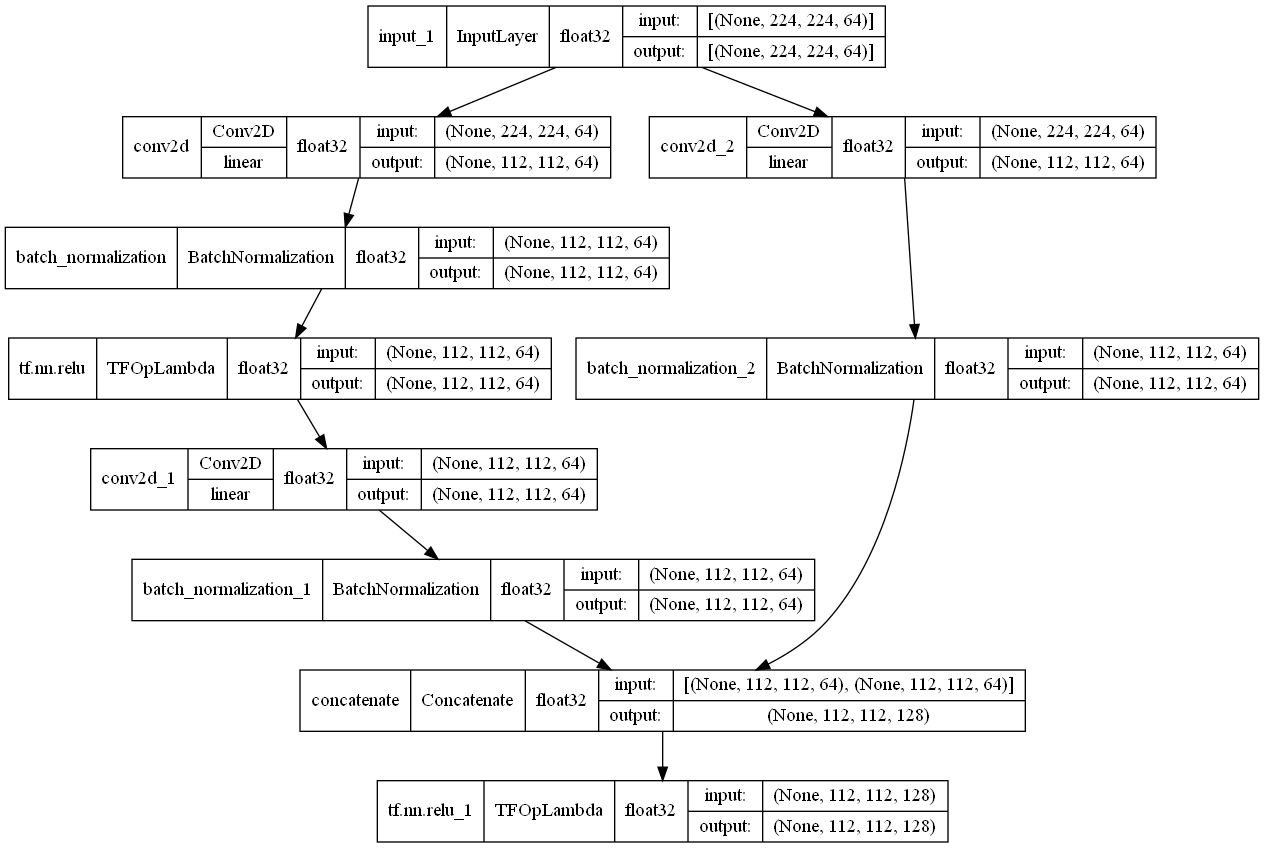 input_1 InputLayer float32 input: [(None, 224, 224, 64)]
output: [(None, 224, 224, 64)]
conv2d Conv2D linear float32 input: (None, 224, 224, 64)
output: (None, 112, 112, 64)
conv2d_2 Conv2D linear float32 input: (None, 224, 224, 64)
output: (None, 112, 112, 64)
batch_normalization BatchNormalization float32 input: (None, 112, 112, 64)
output: (None, 112, 112, 64)
tf.nn.relu TFOpLambda float32 input: (None, 112, 112, 64)
output: (None, 112, 112, 64)
batch_normalization_2 BatchNormalization float32 input: (None, 112, 112, 64)
output: (None, 112, 112, 64)
conv2d_1 Conv2D linear float32 input: (None, 112, 112, 64)
output: (None, 112, 112, 64)
batch_normalization_1 BatchNormalization float32 input: (None, 112, 112, 64)
output: (None, 112, 112, 64)
concatenate Concatenate float32 input: [(None, 112, 112, 64), (None, 112, 112, 64)]
output: (None, 112, 112, 128)
tf.nn.relu_1 TFOpLambda float32 input: (None, 112, 112, 128)
output: (None, 112, 112, 128)